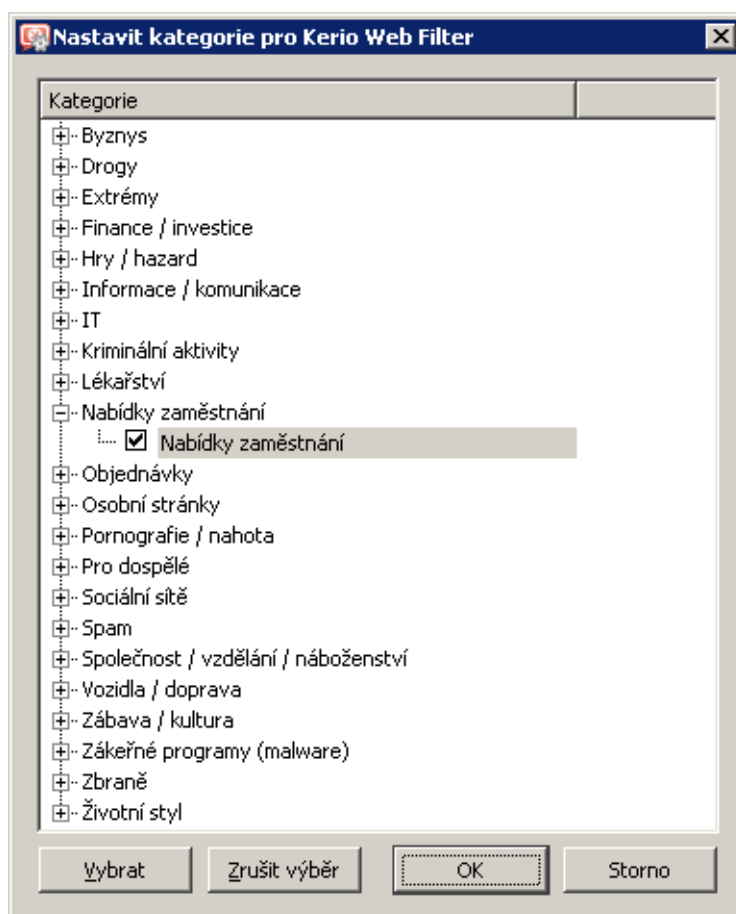 Nastavit kategorie pro Kerio Web Filter
Kategorie
Byznys
Drogy
Extrémy
Finance / investice
Hry / hazard
Informace / komunikace
IT
Kriminální aktivity
Lékařství
Nabídky zaměstnání
Nabídky zaměstnání
Objednávky
Osobní stránky
Pornografie / nahota
Pro dospělé
Sociální sítě
Spam
Společnost / vzdělání / náboženství
Vozidla / doprava
Zábava / kultura
Zákeřné programy (malware)
Zbraně
Životní styl
Vybrat Zrušit výběr OK Storno